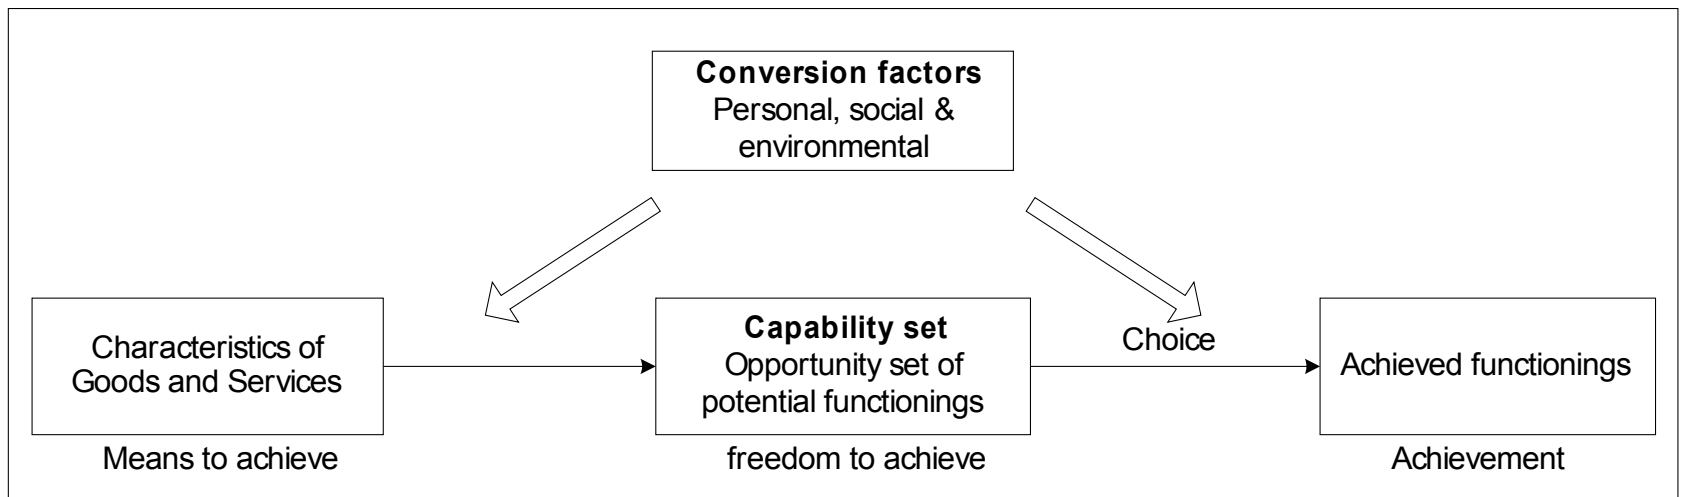 Conversion factors
Personal, social &
environmental
Characteristics of
Goods and Services
Capability set
Opportunity set of
potential functionings
Choice
Achieved functionings
Means to achieve
freedom to achieve
Achievement